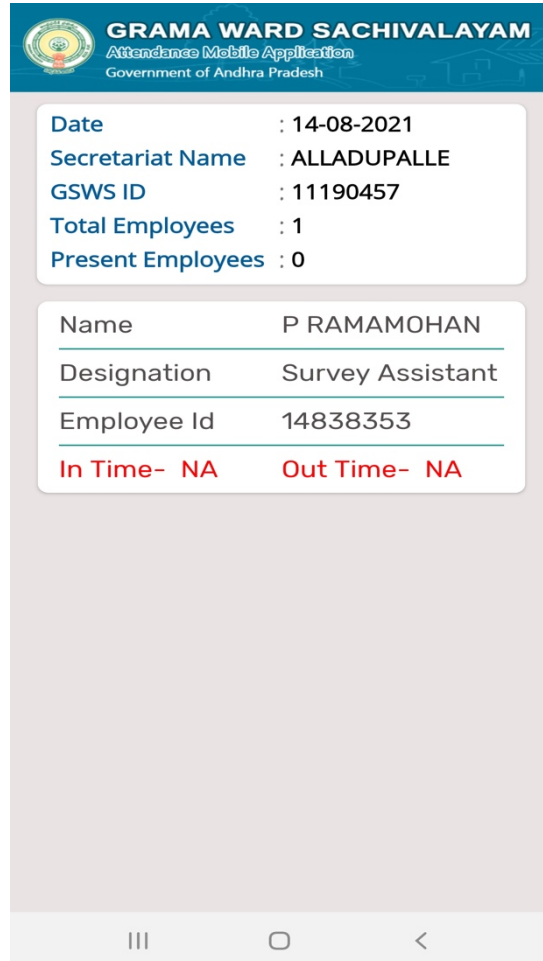 GRAMA WARD SACHIVALAYAM
Attendance Mobile Application
Government of Andhra Pradesh
Date : 14-08-2021
Secretariat Name : ALLADUPALLE
GSWS ID : 11190457
Total Employees : 1
Present Employees : 0
Name P RAMAMOHAN
Designation Survey Assistant
Employee Id 14838353
In Time- NA Out Time- NA